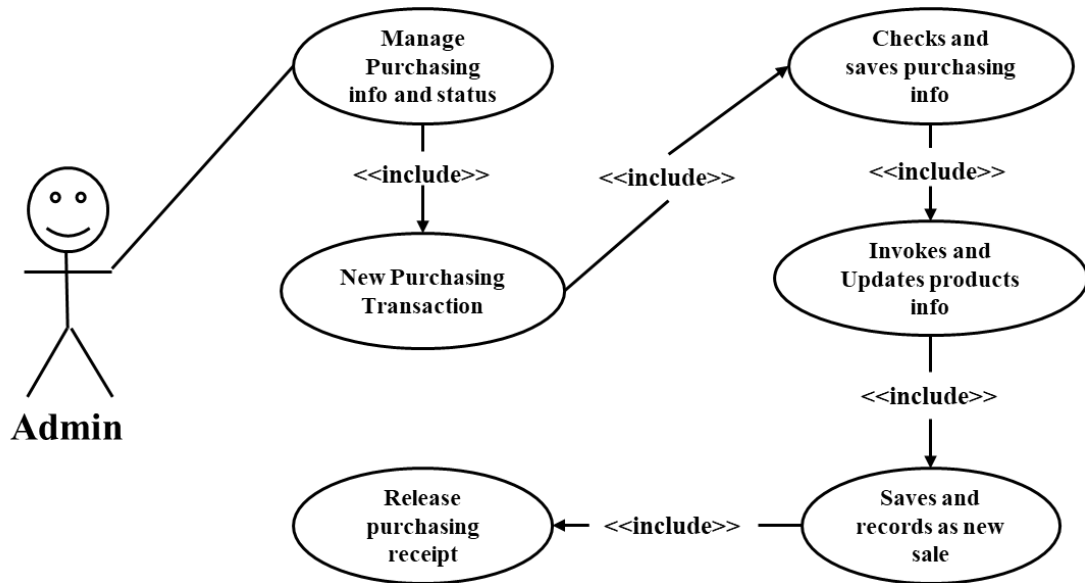 Manage
Purchasing
info and status
<<include>>
New Purchasing
Transaction
<<include>>
Checks and
saves purchasing
info
<<include>>
Invokes and
Updates products
info
<<include>>
Saves and
records as new
sale
<<include>>
Release
purchasing
receipt
Admin